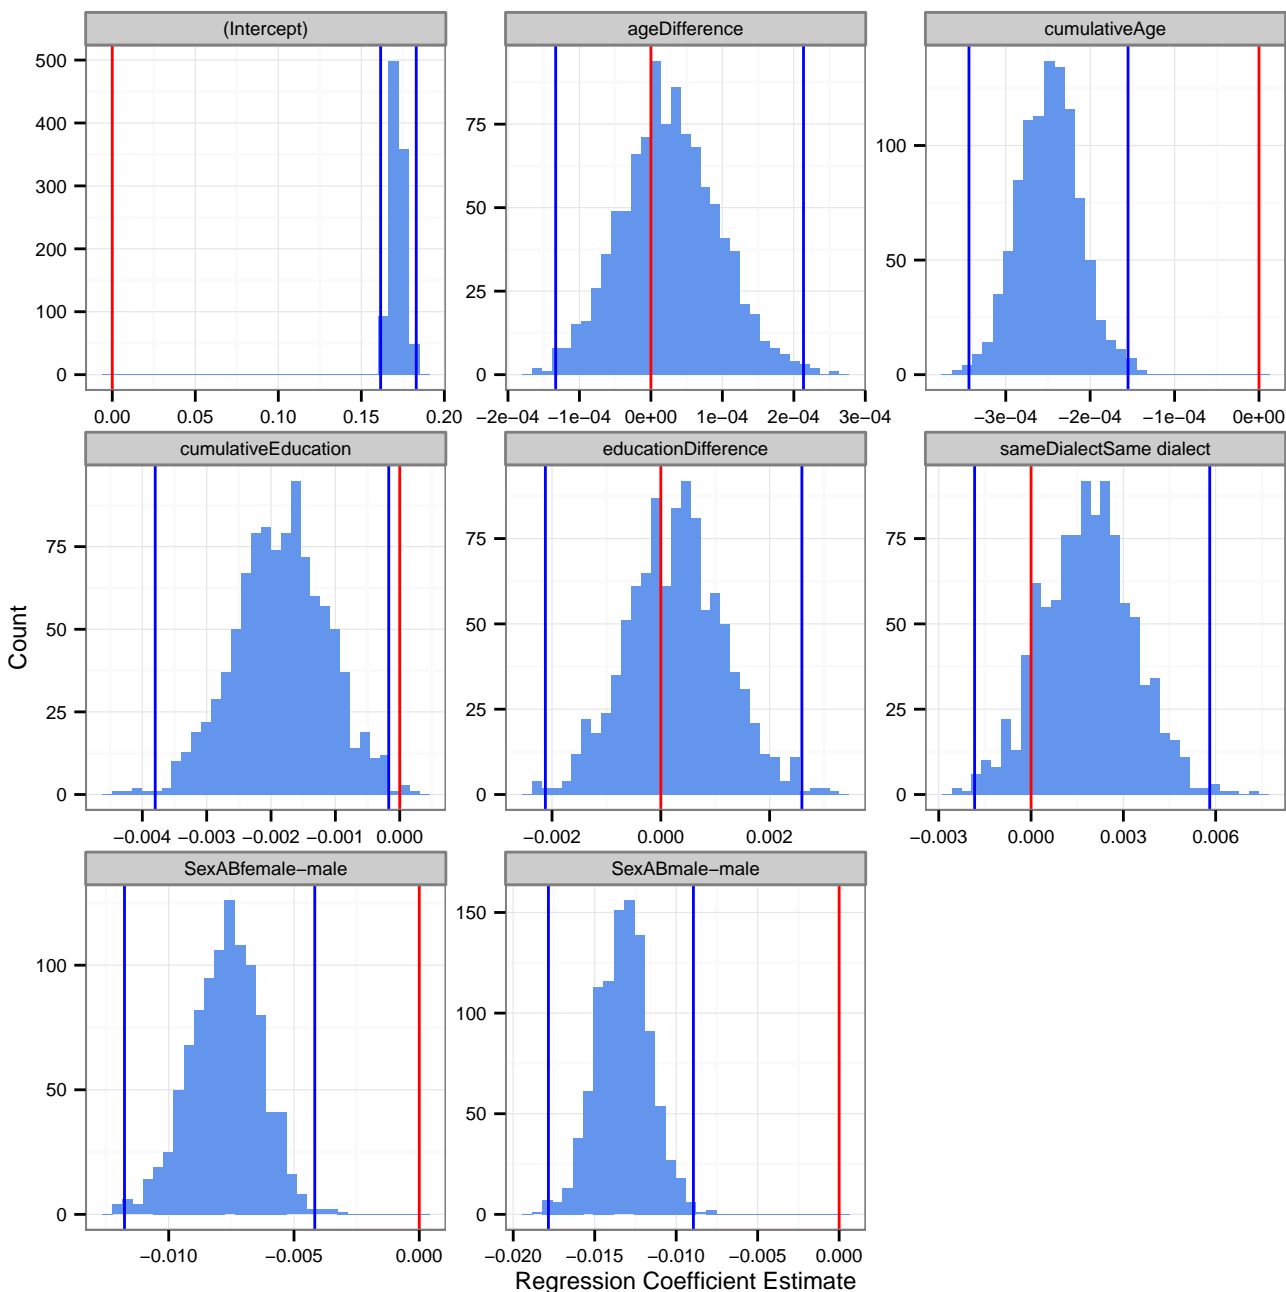 (Intercept)
ageDifference
cumulativeAge
500
400
300
200
100
0
0.00 0.05 0.10 0.15 0.20
75
50
25
0
−2e−04 −1e−04 0e+00 1e−04 2e−04 3e−04
100
50
0
−3e−04 −2e−04 −1e−04 0e+00
cumulativeEducation
educationDifference
sameDialectSame dialect
Count
75
50
25
0
−0.004 −0.003 −0.002 −0.001 0.000
75
50
25
0
−0.002 0.000 0.002
75
50
25
0
−0.003 0.000 0.003 0.006
SexABfemale−male
SexABmale−male
100
50
0
−0.010 −0.005 0.000
150
100
50
0
−0.020 −0.015 −0.010 −0.005 0.000
Regression Coefficient Estimate